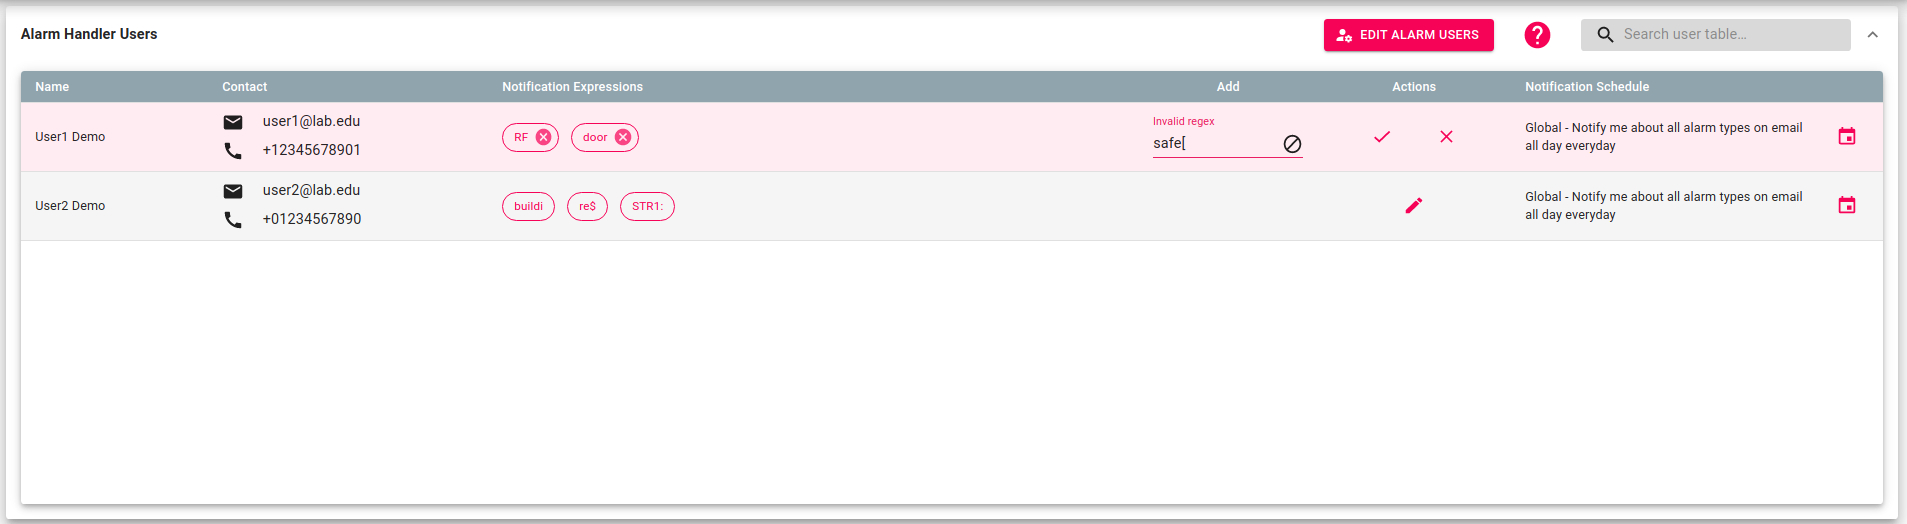 Alarm Handler Users
EDIT ALARM USERS
Search user table...
Name Contact Notification Expressions Add Actions Notification Schedule
User1 Demo
user1@lab.edu
+12345678901
RF door
Invalid regex
safe[
Global - Notify me about all alarm types on email
all day everyday
User2 Demo
user2@lab.edu
+01234567890
buildi re$ STR1:
Global - Notify me about all alarm types on email
all day everyday